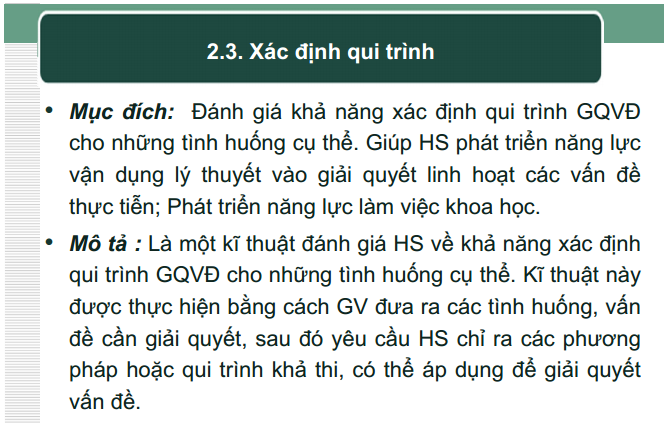 2.3. Xác định qui trình
• Mục đích: Đánh giá khả năng xác định qui trình GQVĐ
cho những tình huống cụ thể. Giúp HS phát triển năng lực
vận dụng lý thuyết vào giải quyết linh hoạt các vấn đề
thực tiễn; Phát triển năng lực làm việc khoa học.
• Mô tả : Là một kĩ thuật đánh giá HS về khả năng xác định
qui trình GQVĐ cho những tình huống cụ thể. Kĩ thuật này
được thực hiện bằng cách GV đưa ra các tình huống, vấn
đề cần giải quyết, sau đó yêu cầu HS chỉ ra các phương
pháp hoặc qui trình khả thi, có thể áp dụng để giải quyết
vấn đề.